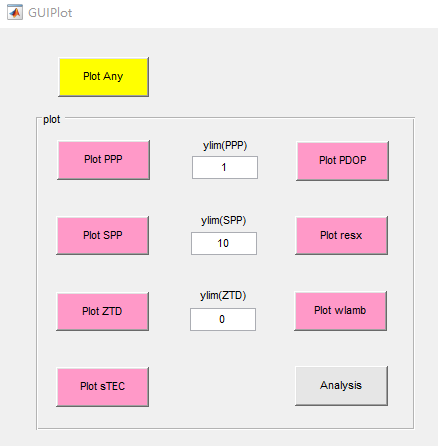 GUIPlot
Plot Any
plot
Plot PPP
ylim(PPP)
1
Plot PDOP
Plot SPP
ylim(SPP)
10
Plot resx
Plot ZTD
ylim(ZTD)
0
Plot wlamb
Plot sTEC
Analysis